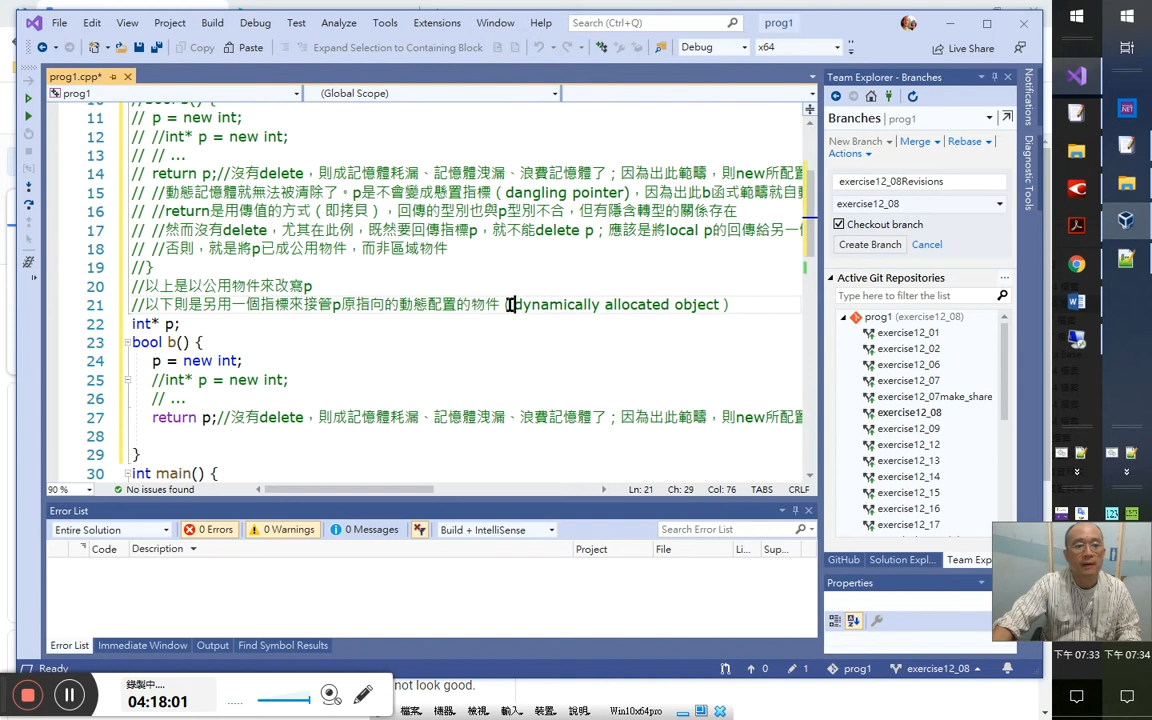 File Edit View Project Build Debug Test Analyze Tools Extensions Window Help Search (Ctrl+Q) prog1
Copy Paste Expand Selection to Containing Block Debug x64 Live Share
prog1.cpp*
prog1 (Global Scope)
11 // p = new int;
12 // //int* p = new int;
13 // // ...
14 // return p;//沒有delete，則成記憶體耗漏、記憶體洩漏、浪費記憶體了；因為出此範疇，則new所配置
15 // //動態記憶體就無法被清除了。p是不會變成懸置指標（dangling pointer)，因為出此b函式範疇就自動
16 // //return是用傳值的方式（即拷貝），回傳的型別也與p型別不合，但有隱含轉型的關係存在
17 // //然而沒有delete，尤其在此例，既然要回傳指標p，就不能delete p；應該是將local p的回傳給另一個
18 // //否則，就是將p已成公用物件，而非區域物件
19 //}
20 //以上是以公用物件來改寫p
21 //以下則是另用一個指標來接管p原指向的動態配置的物件（dynamically allocated object ）
22 int* p;
23 bool b() {
24 p = new int;
25 //int* p = new int;
26 // ...
27 return p;//沒有delete，則成記憶體耗漏、記憶體洩漏、浪費記憶體了；因為出此範疇，則new所配置
28
29 }
30 int main() {
90 % No issues found Ln: 21 Ch: 29 Col: 76 TABS CRLF
Error List
Entire Solution 0 Errors 0 Warnings 0 Messages Build + IntelliSense Search Error List
Code Description Project File Li... Sup...
Error List Immediate Window Output Find Symbol Results
Ready 0 1 prog1 exercise12_08
Team Explorer - Branches
Branches | prog1
New Branch Merge Rebase
Actions
exercise12_08Revisions
exercise12_08
Checkout branch
Create Branch Cancel
Active Git Repositories
Type here to filter the list
prog1 (exercise12_08)
exercise12_01
exercise12_02
exercise12_06
exercise12_07
exercise12_07make_share
exercise12_08
exercise12_09
exercise12_12
exercise12_13
exercise12_14
exercise12_15
exercise12_16
exercise12_17
GitHub Solution Expl... Team Exp
Properties
Notifications
Diagnostic Tools
錄製中....
04:18:01
not look good.
檔案, 機器, 檢視, 輸入, 裝置, 說明, Win10x64pro
下午 07:33 下午 07:34